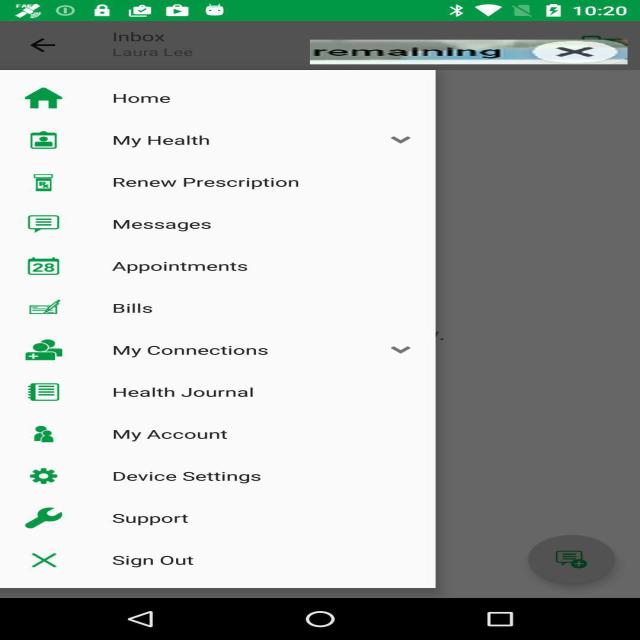 10:20
Inbox
Laura Lee
remaining
Home
My Health
Renew Prescription
Messages
28
Appointments
Bills
My Connections
Health Journal
My Account
Device Settings
Support
Sign Out